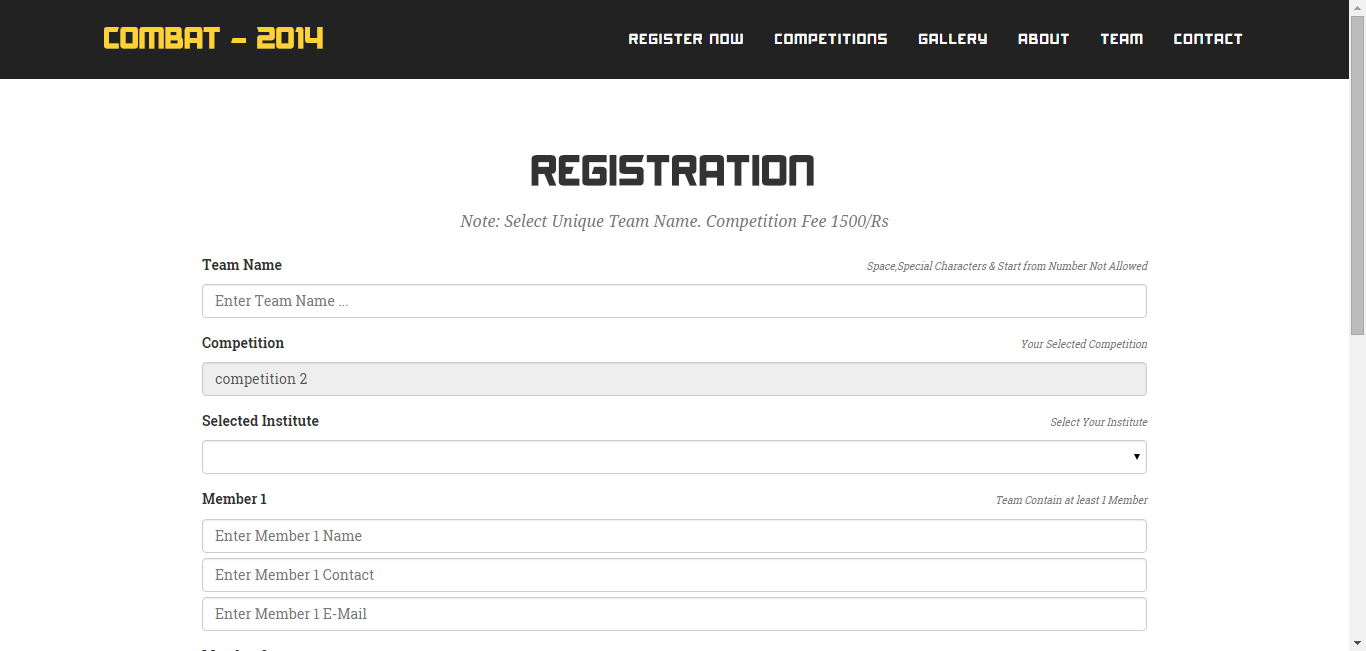 COMBAT - 2014
REGISTER NOW COMPETITIONS GALLERY ABOUT TEAM CONTACT
REGISTRATION
Note: Select Unique Team Name. Competition Fee 1500/Rs
Team Name Space,Special Characters & Start from Number Not Allowed
Enter Team Name ...
Competition Your Selected Competition
competition 2
Selected Institute Select Your Institute
Member 1 Team Contain at least 1 Member
Enter Member 1 Name
Enter Member 1 Contact
Enter Member 1 E-Mail